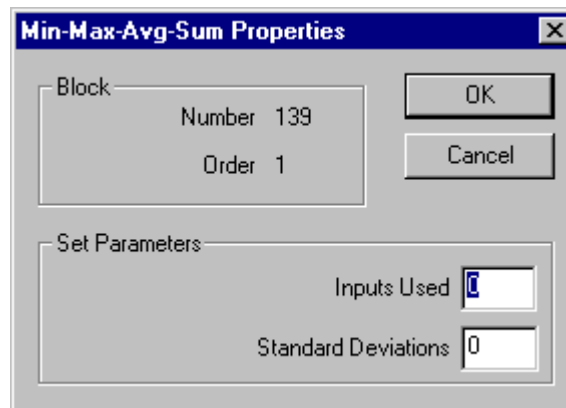 Min-Max-Avg-Sum Properties
Block
Number 139
Order 1
OK
Cancel
Set Parameters
Inputs Used 0
Standard Deviations 0